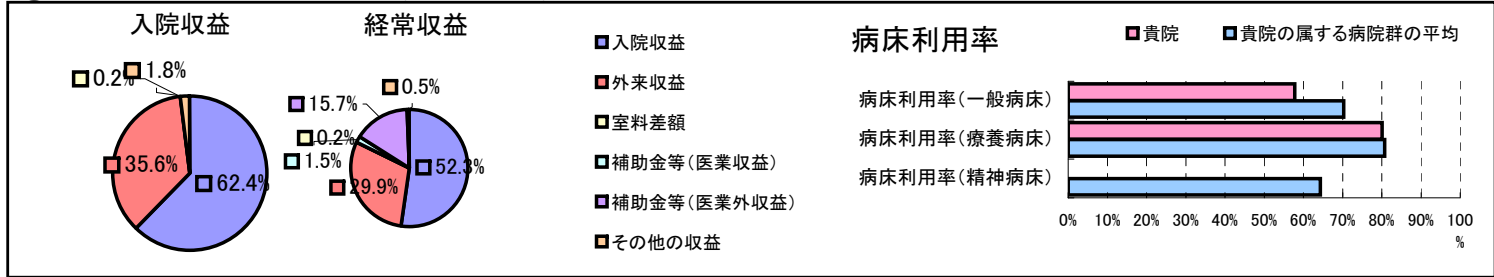 入院収益
0.2%
1.8%
35.6%
62.4%
経常収益
0.5%
15.7%
0.2%
1.5%
52.3%
29.9%
入院収益
外来収益
室料差額
補助金等(医業収益)
補助金等(医業外収益)
その他の収益
病床利用率
貴院 貴院の属する病院群の平均
病床利用率(一般病床)
病床利用率(療養病床)
病床利用率(精神病床)
0% 10% 20% 30% 40% 50% 60% 70% 80% 90% 100
%